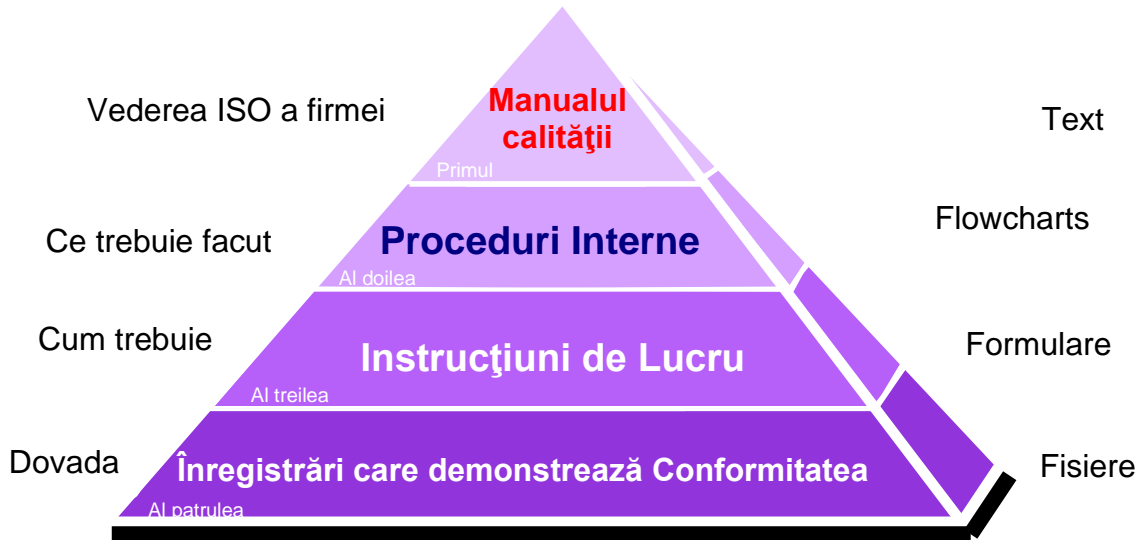 Vederea ISO a firmei
Manualul
calităţii
Text
Primul
Ce trebuie facut
Proceduri Interne
Flowcharts
Al doilea
Cum trebuie
Instrucţiuni de Lucru
Formulare
Al treilea
Dovada
Înregistrări care demonstrează Conformitatea
Fisiere
Al patrulea